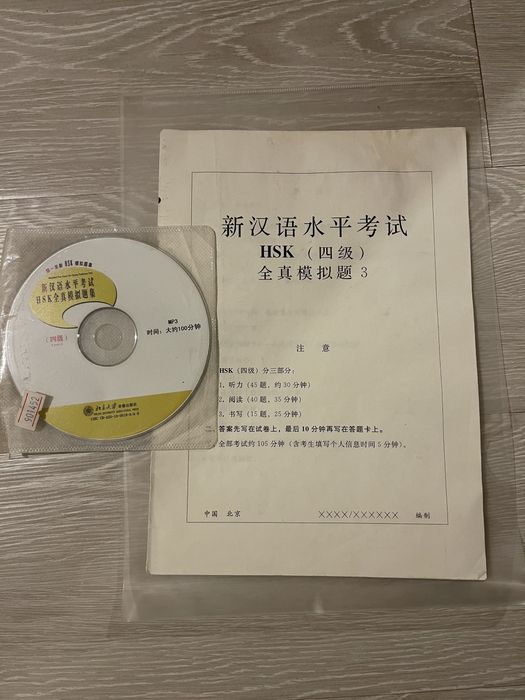 新汉语水平考试
HSK（四级）
全真模拟题 3
注 意
HSK（四级）分三部分：
1. 听力（45题，约30分钟）
2. 阅读（40题，35分钟）
3. 书写（15题，25分钟）
二、答案先写在试卷上，最后10分钟再写在答题卡上。
全部考试约105分钟（含考生填写个人信息时间5分钟）。
中国 北京 XXXX/XXXXXX 编制
新汉语水平考试
HSK全真模拟题集
（四级）
MP3
时间：大约100分钟
901452
北京大学